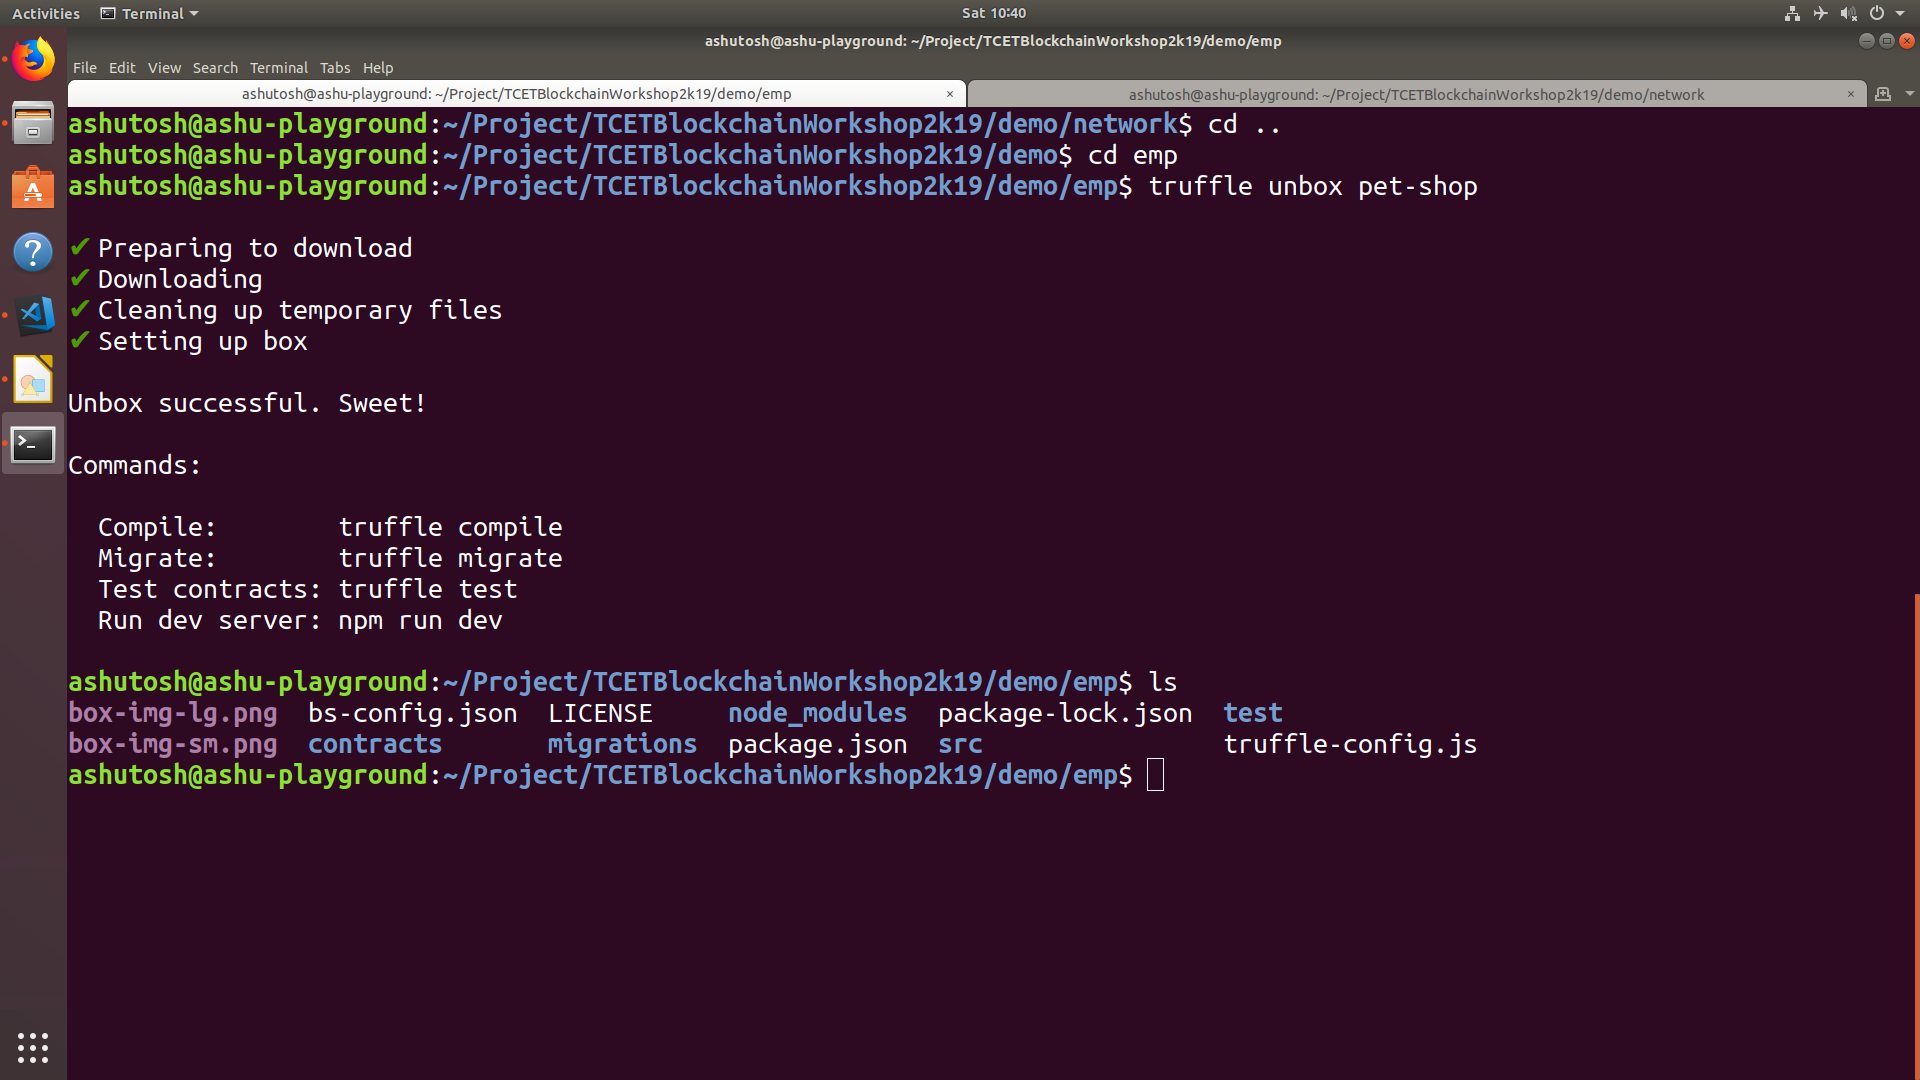 Activities Terminal Sat 10:40
ashutosh@ashu-playground: ~/Project/TCETBlockchainWorkshop2k19/demo/emp
File Edit View Search Terminal Tabs Help
ashutosh@ashu-playground: ~/Project/TCETBlockchainWorkshop2k19/demo/emp × ashutosh@ashu-playground: ~/Project/TCETBlockchainWorkshop2k19/demo/network ×
ashutosh@ashu-playground:~/Project/TCETBlockchainWorkshop2k19/demo/network$ cd ..
ashutosh@ashu-playground:~/Project/TCETBlockchainWorkshop2k19/demo$ cd emp
ashutosh@ashu-playground:~/Project/TCETBlockchainWorkshop2k19/demo/emp$ truffle unbox pet-shop
✔ Preparing to download
✔ Downloading
✔ Cleaning up temporary files
✔ Setting up box
Unbox successful. Sweet!
Commands:
Compile: truffle compile
Migrate: truffle migrate
Test contracts: truffle test
Run dev server: npm run dev
ashutosh@ashu-playground:~/Project/TCETBlockchainWorkshop2k19/demo/emp$ ls
box-img-lg.png bs-config.json LICENSE node_modules package-lock.json test
box-img-sm.png contracts migrations package.json src truffle-config.js
ashutosh@ashu-playground:~/Project/TCETBlockchainWorkshop2k19/demo/emp$